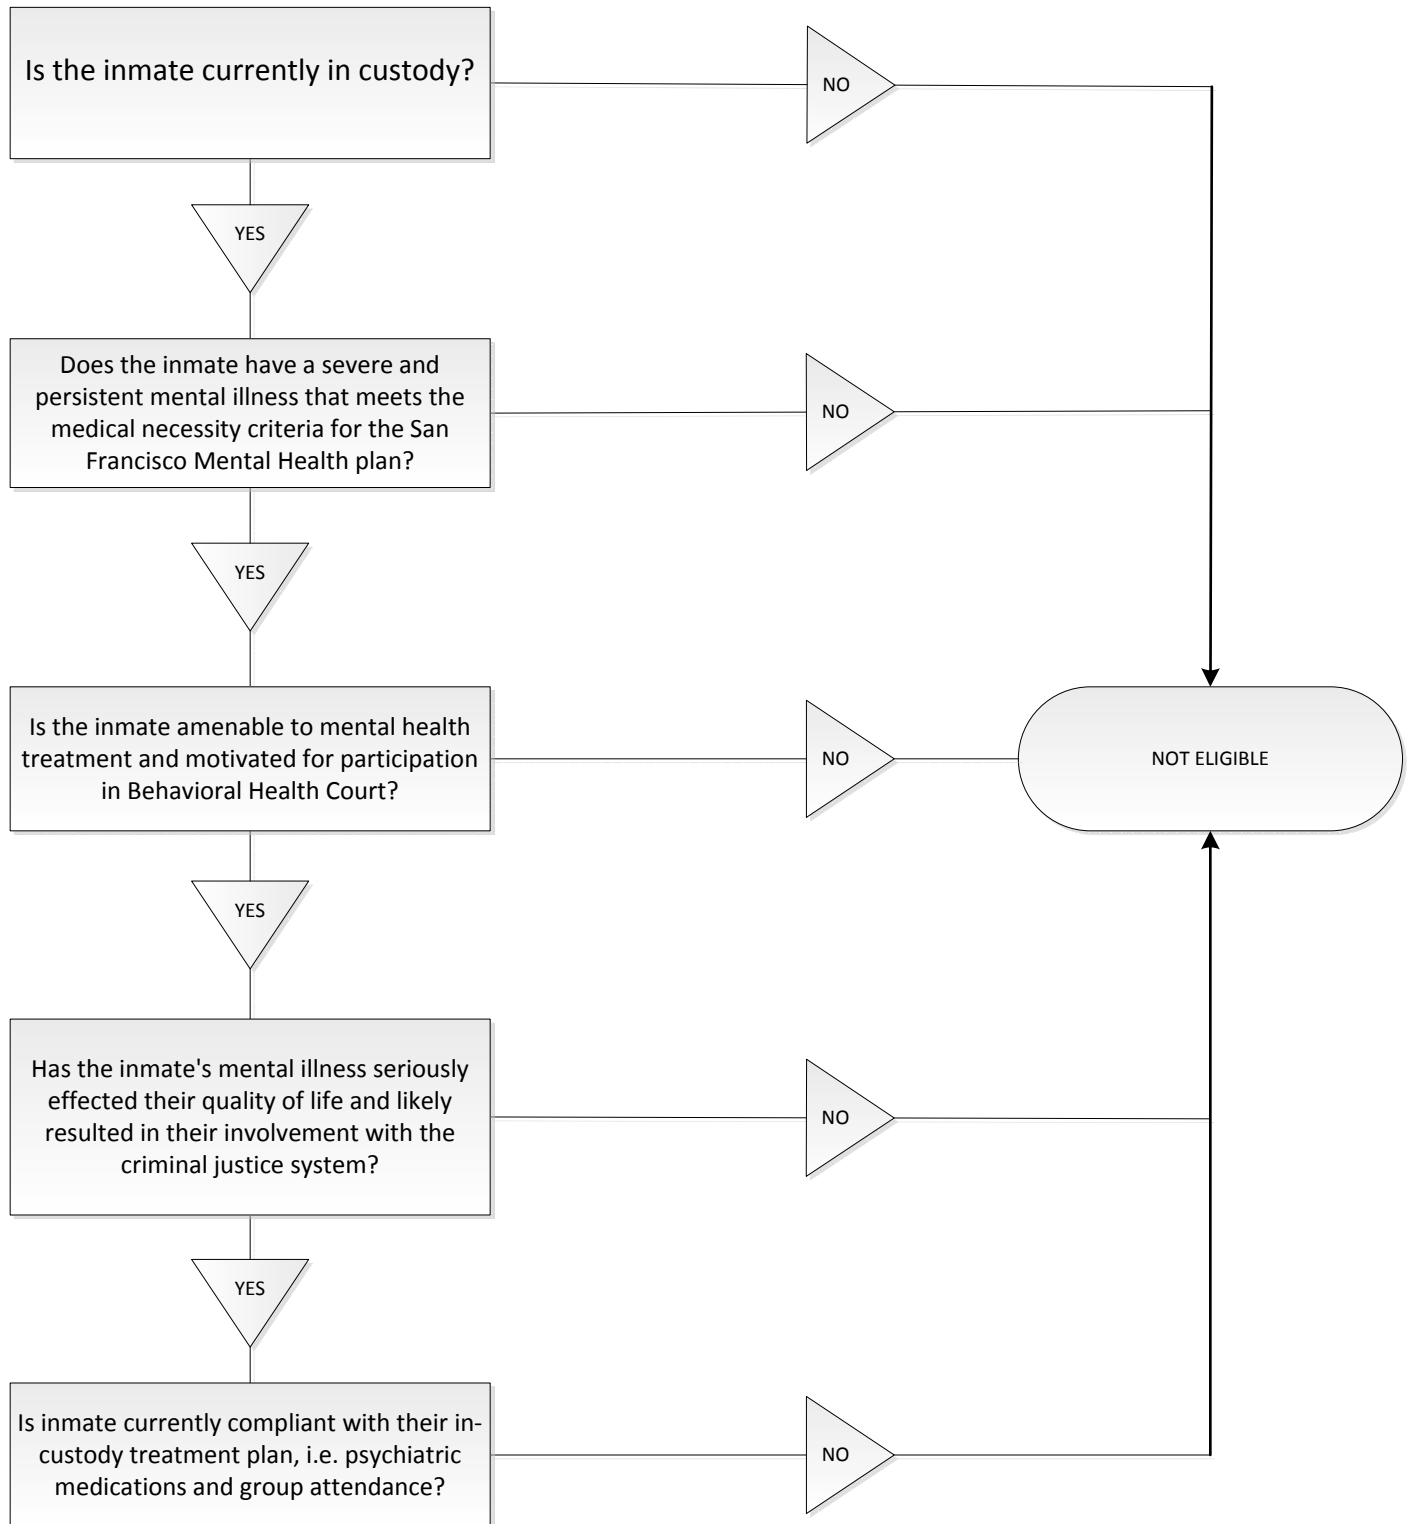 Is the inmate currently in custody?
NO
YES
Does the inmate have a severe and
persistent mental illness that meets the
medical necessity criteria for the San
Francisco Mental Health plan?
NO
YES
Is the inmate amenable to mental health
treatment and motivated for participation
in Behavioral Health Court?
NO
NOT ELIGIBLE
YES
Has the inmate's mental illness seriously
effected their quality of life and likely
resulted in their involvement with the
criminal justice system?
NO
YES
Is inmate currently compliant with their in-
custody treatment plan, i.e. psychiatric
medications and group attendance?
NO